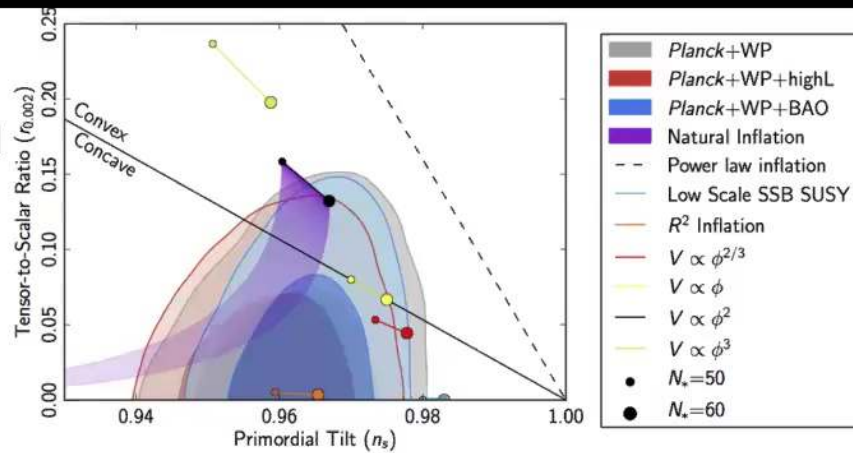 0.25
0.20
0.15
0.10
0.05
0.00
Tensor-to-Scalar Ratio (r0.002)
Convex
Concave
0.94
0.96
0.98
1.00
Primordial Tilt (ns)
Planck+WP
Planck+WP+highL
Planck+WP+BAO
Natural Inflation
Power law inflation
Low Scale SSB SUSY
R² Inflation
V ∝ ϕ^2/3
V ∝ ϕ
V ∝ ϕ²
V ∝ ϕ³
N*=50
N*=60